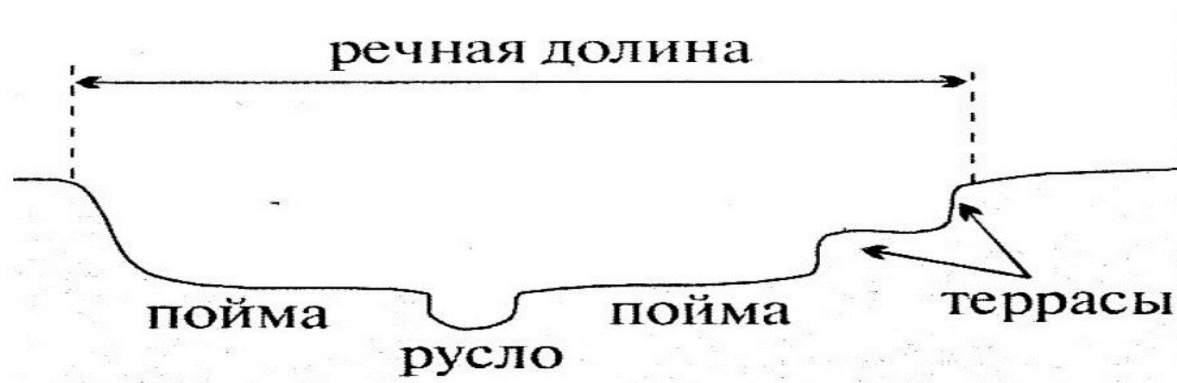 речная долина
пойма
пойма
террасы
русло